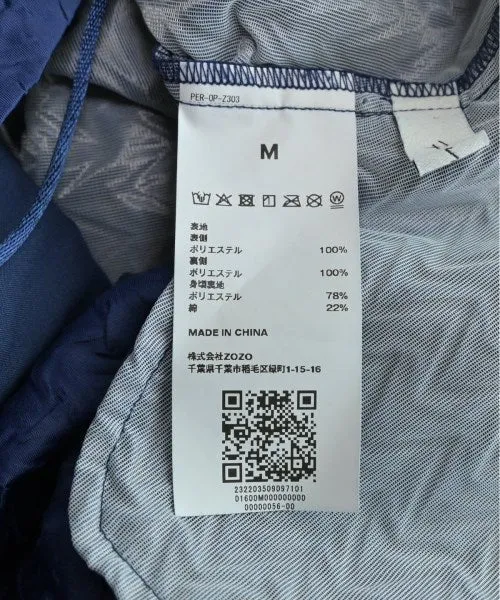 PER-OP-Z303
M
表地
表側
ポリエステル 100%
裏側
ポリエステル 100%
身頃裏地
ポリエステル 78%
綿 22%
MADE IN CHINA
株式会社ZOZO
千葉県千葉市稲毛区緑町1-15-16
232203509097101
01600M000000000
00000056-00